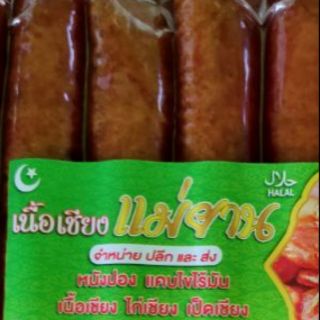 حلال
HALAL
เนื้อเชียง แม่จาน
จำหน่าย ปลีก และ ส่ง
หนังปอง แคบไขไร้มัน
เนื้อเชียง ไก่เชียง เป็ดเชียง